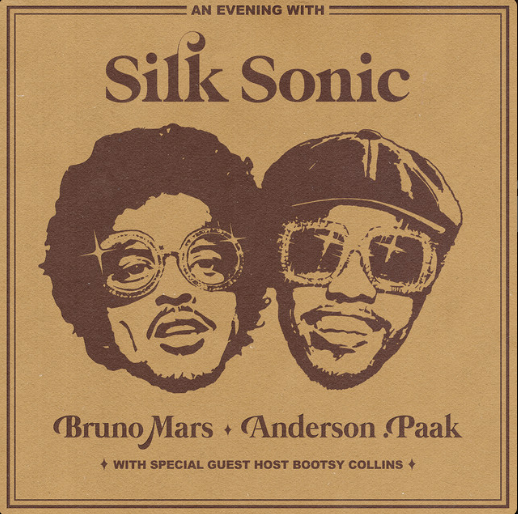 AN EVENING WITH
Silk Sonic
Bruno Mars ✦ Anderson .Paak
✦ WITH SPECIAL GUEST HOST BOOTSY COLLINS ✦